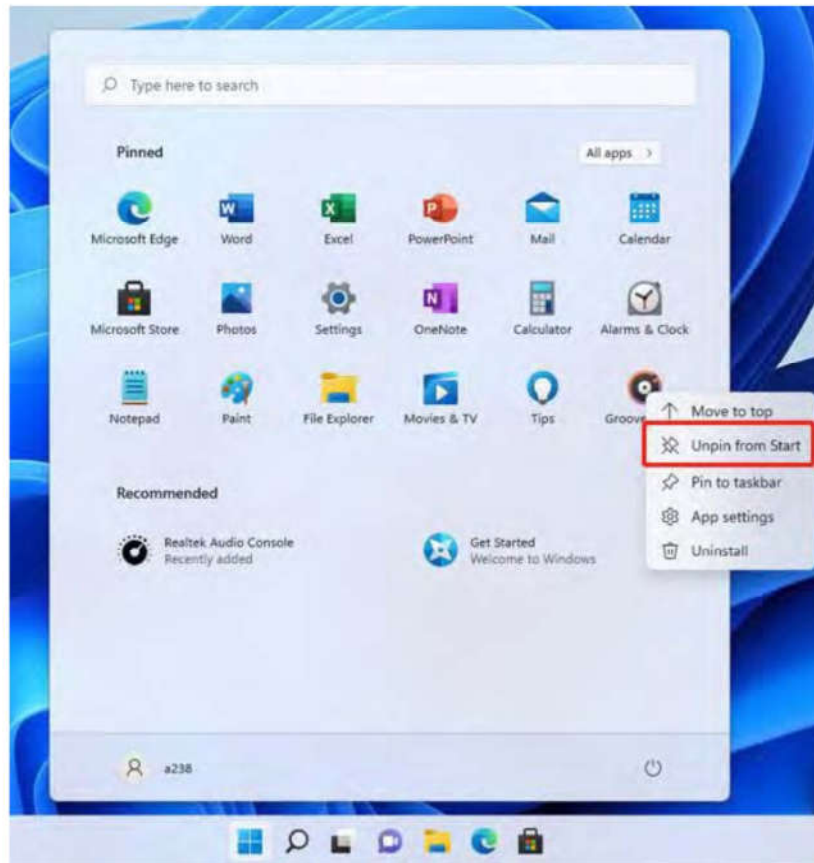 Type here to search
Pinned
All apps >
Microsoft Edge
Word
Excel
PowerPoint
Mail
Calendar
Microsoft Store
Photos
Settings
OneNote
Calculator
Alarms & Clock
Notepad
Paint
File Explorer
Movies & TV
Tips
Groove
Move to top
Unpin from Start
Pin to taskbar
App settings
Uninstall
Recommended
Realtek Audio Console
Recently added
Get Started
Welcome to Windows
a238